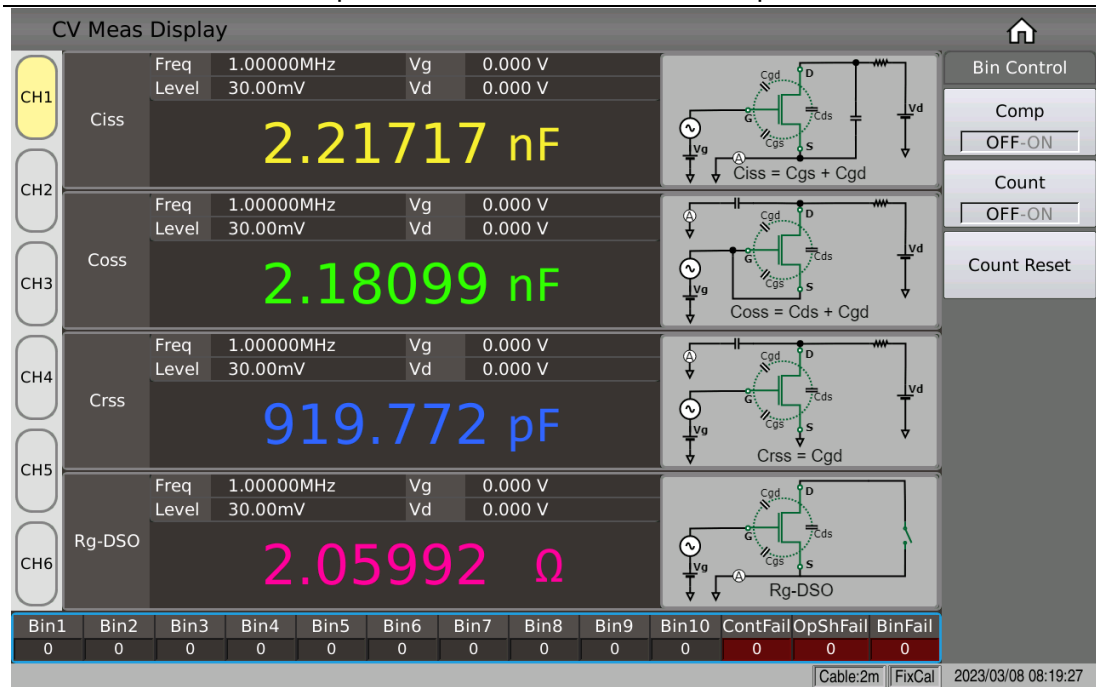 CV Meas Display
CH1
CH2
CH3
CH4
CH5
CH6
Ciss
Freq 1.00000MHz Vg 0.000 V
Level 30.00mV Vd 0.000 V
2.21717 nF
Cgd D
G Cds
Cgs S
Vd
Vg
A
Ciss = Cgs + Cgd
Coss
Freq 1.00000MHz Vg 0.000 V
Level 30.00mV Vd 0.000 V
2.18099 nF
A
Cgd D
G Cds
Cgs S
Vd
Vg
Coss = Cds + Cgd
Crss
Freq 1.00000MHz Vg 0.000 V
Level 30.00mV Vd 0.000 V
919.772 pF
A
Cgd D
G Cds
Cgs S
Vd
Vg
Crss = Cgd
Rg-DSO
Freq 1.00000MHz Vg 0.000 V
Level 30.00mV Vd 0.000 V
2.05992 Ω
Cgd D
G Cds
Cgs S
Vg
A
Rg-DSO
Bin Control
Comp
OFF-ON
Count
OFF-ON
Count Reset
Bin1 Bin2 Bin3 Bin4 Bin5 Bin6 Bin7 Bin8 Bin9 Bin10 ContFail OpShFail BinFail
0 0 0 0 0 0 0 0 0 0 0 0 0
Cable:2m FixCal 2023/03/08 08:19:27